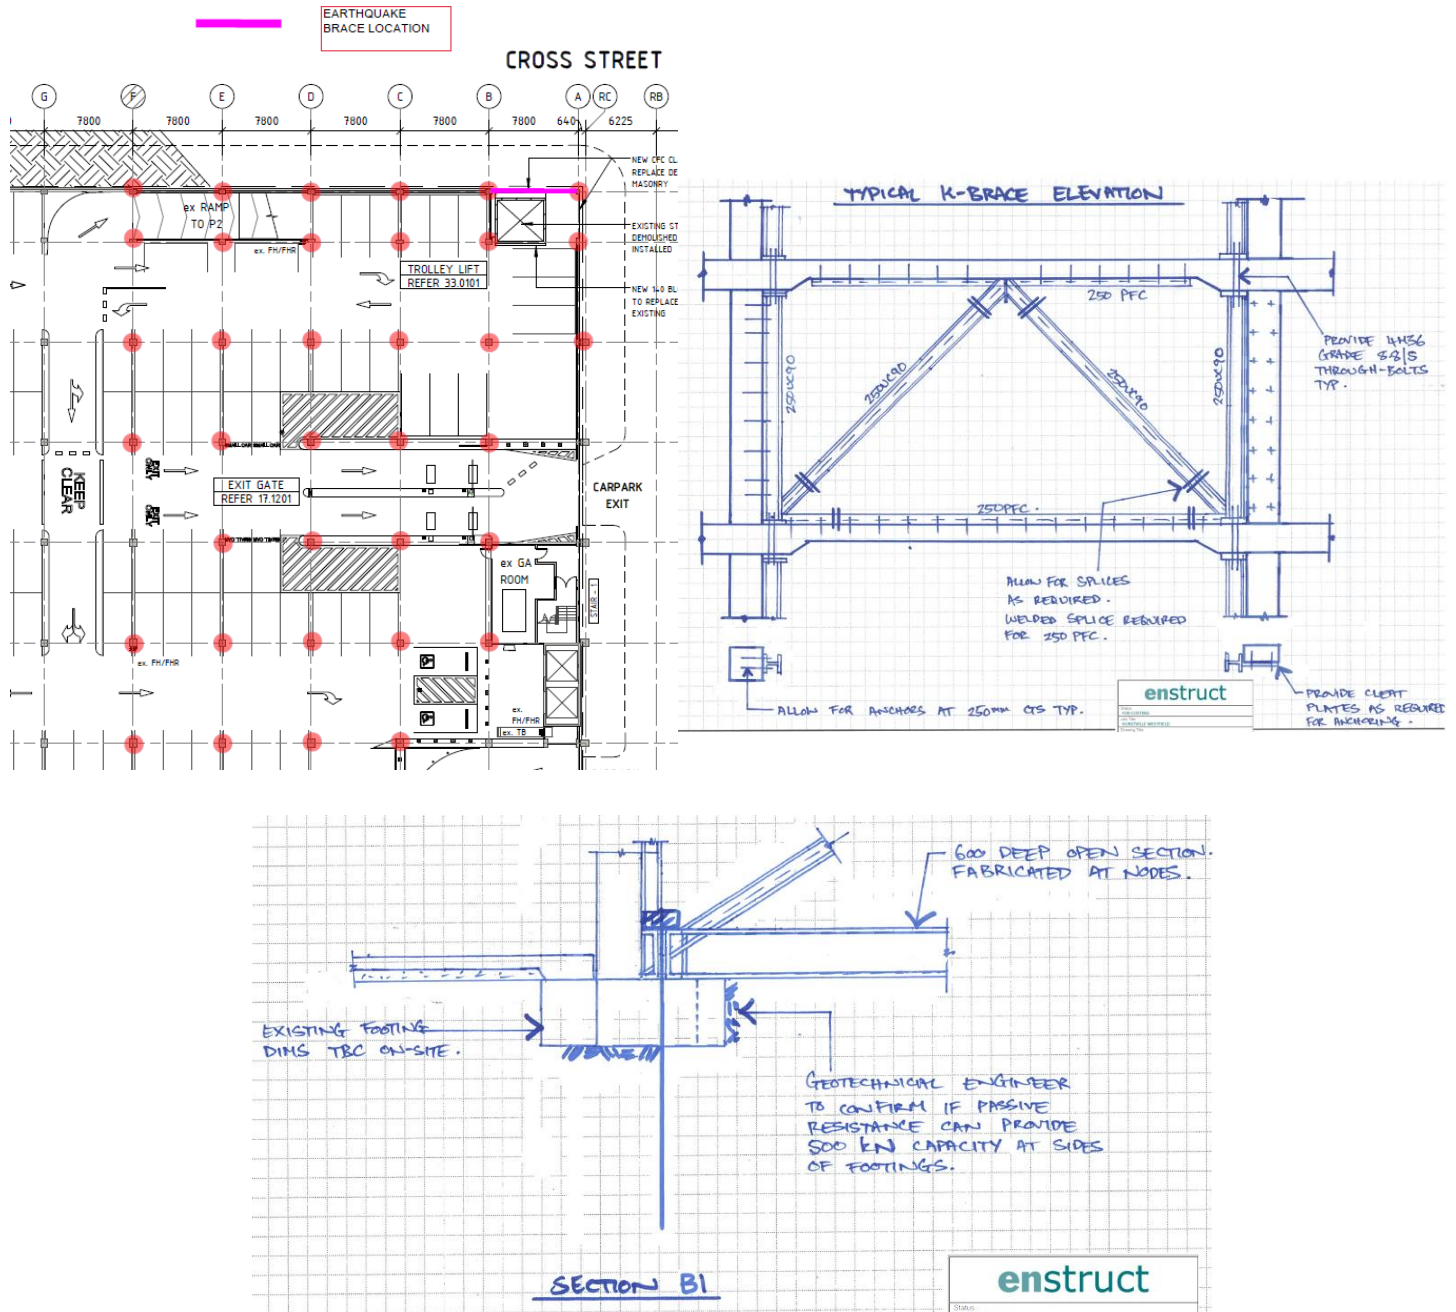 EARTHQUAKE
BRACE LOCATION
CROSS STREET
G F E D C B A RC RB
7800 7800 7800 7800 7800 7800 640 6225
NEW CFC CL
REPLACE DE
MASONRY
ex RAMP
TO P2
EXISTING ST
DEMOLISHED
INSTALLED
ex. FH/FHR
TROLLEY LIFT
REFER 33.0101
NEW 140 BL
TO REPLACE
EXISTING
KEEP
CLEAR
EXIT GATE
REFER 17.1201
CARPARK
EXIT
ex GA
ROOM
STAIR - 1
ex. FH/FHR
ex.
FH/FHR
ex. TB
TYPICAL K-BRACE ELEVATION
250 PFC
PROVIDE 4M36
GRADE 8.8/S
THROUGH-BOLTS
TYP.
250UC90
250UC90
250UC90
250UC90
250PFC.
ALLOW FOR SPLICES
AS REQUIRED.
WELDED SPLICE REQUIRED
FOR 250 PFC.
ALLOW FOR ANCHORS AT 250mm CTS TYP.
enstruct
PROVIDE CLEAT
PLATES AS REQUIRED
FOR ANCHORING.
600 DEEP OPEN SECTION.
FABRICATED AT NODES.
EXISTING FOOTING
DIMS TBC ON-SITE.
GEOTECHNICAL ENGINEER
TO CONFIRM IF PASSIVE
RESISTANCE CAN PROVIDE
500 kN CAPACITY AT SIDES
OF FOOTINGS.
SECTION B1
enstruct
Status